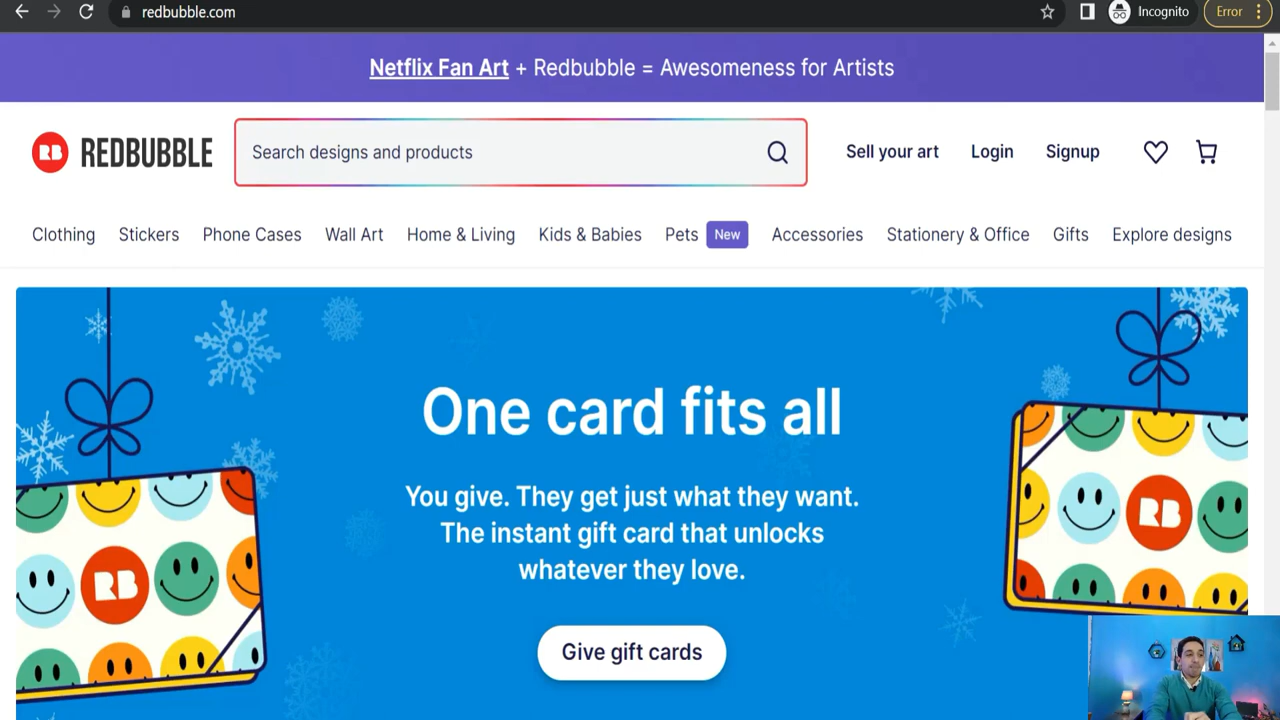 redbubble.com
Incognito
Error
Netflix Fan Art + Redbubble = Awesomeness for Artists
RB REDBUBBLE
Search designs and products
Sell your art
Login
Signup
Clothing
Stickers
Phone Cases
Wall Art
Home & Living
Kids & Babies
Pets
New
Accessories
Stationery & Office
Gifts
Explore designs
One card fits all
You give. They get just what they want.
The instant gift card that unlocks
whatever they love.
Give gift cards
RB
RB